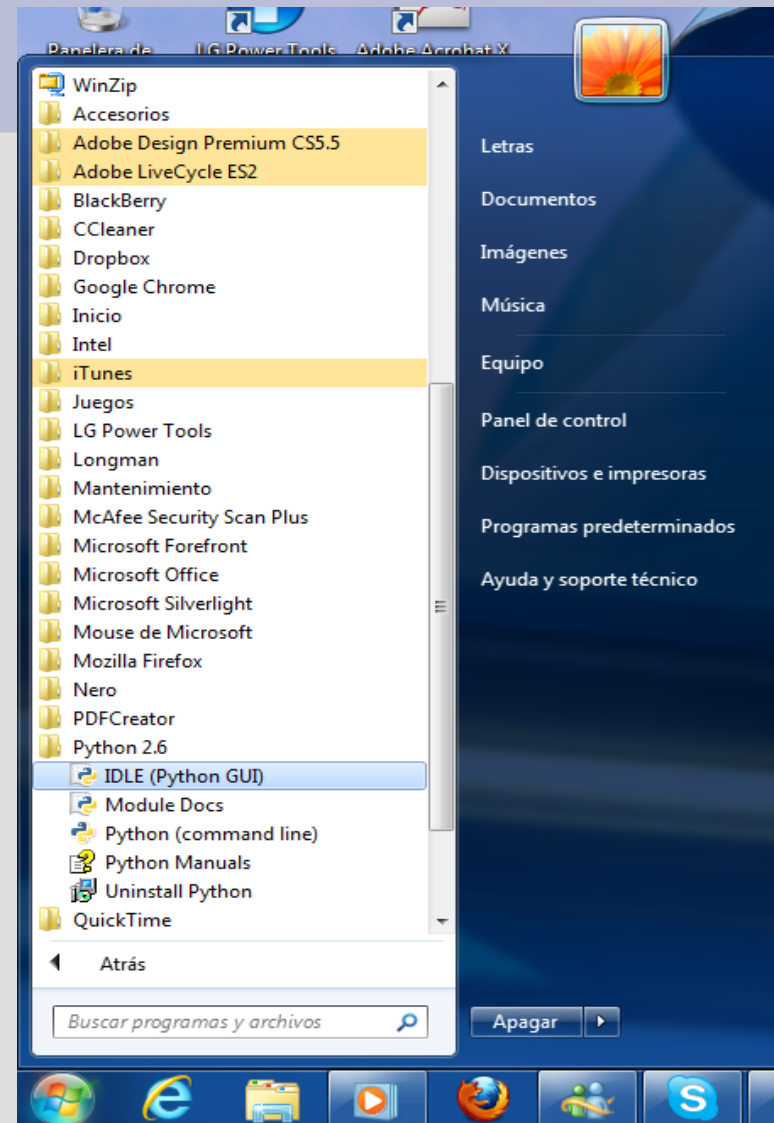 Panelera de
LG Power Tools
Adobe Acrobat X
WinZip
Accesorios
Adobe Design Premium CS5.5
Adobe LiveCycle ES2
BlackBerry
CCleaner
Dropbox
Google Chrome
Inicio
Intel
iTunes
Juegos
LG Power Tools
Longman
Mantenimiento
McAfee Security Scan Plus
Microsoft Forefront
Microsoft Office
Microsoft Silverlight
Mouse de Microsoft
Mozilla Firefox
Nero
PDFCreator
Python 2.6
IDLE (Python GUI)
Module Docs
Python (command line)
Python Manuals
Uninstall Python
QuickTime
Atrás
Buscar programas y archivos
Letras
Documentos
Imágenes
Música
Equipo
Panel de control
Dispositivos e impresoras
Programas predeterminados
Ayuda y soporte técnico
Apagar